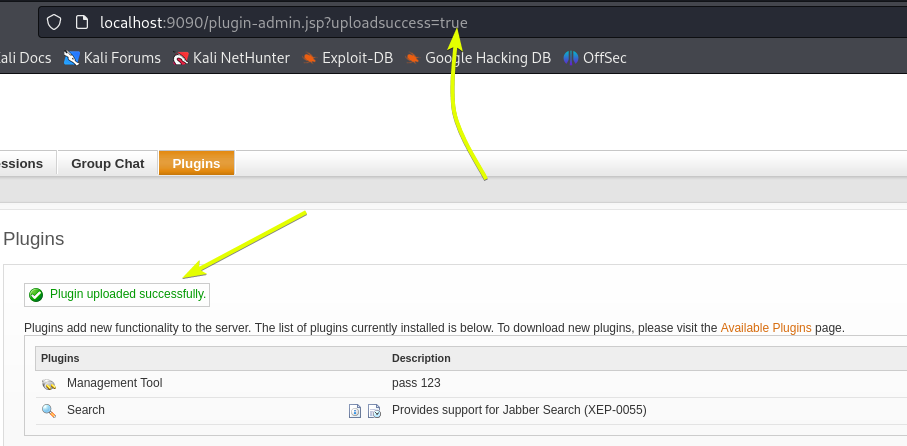 localhost:9090/plugin-admin.jsp?uploadsuccess=true
ali Docs Kali Forums Kali NetHunter Exploit-DB Google Hacking DB OffSec
ssions Group Chat Plugins
Plugins
Plugin uploaded successfully.
Plugins add new functionality to the server. The list of plugins currently installed is below. To download new plugins, please visit the Available Plugins page.
Plugins Description
Management Tool pass 123
Search Provides support for Jabber Search (XEP-0055)